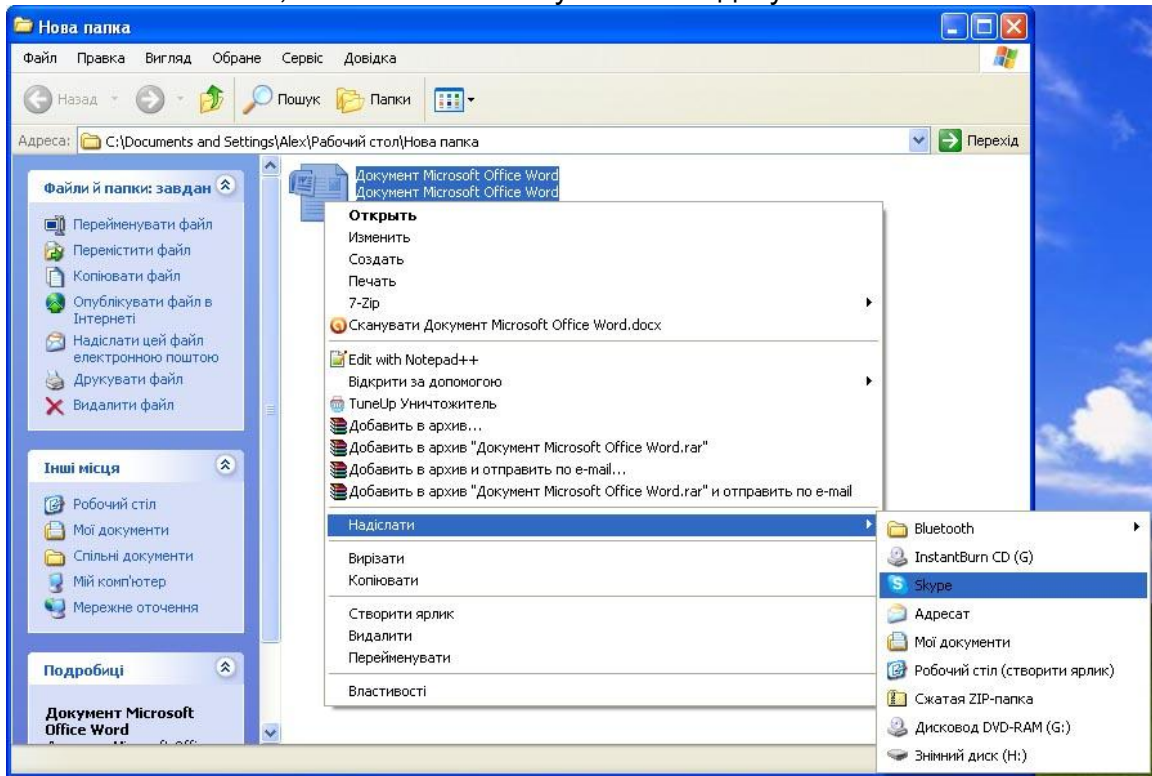 Нова папка
Файл Правка Вигляд Обране Сервіс Довідка
Назад Пошук Папки
Адреса: C:\Documents and Settings\Alex\Рабочий стол\Нова папка Перехід
Файли й папки: завдан
Перейменувати файл
Перемістити файл
Копіювати файл
Опублікувати файл в
Інтернеті
Надіслати цей файл
електронною поштою
Друкувати файл
Видалити файл
Інші місця
Робочий стіл
Мої документи
Спільні документи
Мій комп'ютер
Мережне оточення
Подробиці
Документ Microsoft
Office Word
Документ Microsoft Office Word
Документ Microsoft Office Word
Открыть
Изменить
Создать
Печать
7-Zip
Сканувати Документ Microsoft Office Word.docx
Edit with Notepad++
Відкрити за допомогою
TuneUp Уничтожитель
Добавить в архив...
Добавить в архив "Документ Microsoft Office Word.rar"
Добавить в архив и отправить по e-mail...
Добавить в архив "Документ Microsoft Office Word.rar" и отправить по e-mail
Надіслати
Вирізати
Копіювати
Створити ярлик
Видалити
Перейменувати
Властивості
Bluetooth
InstantBurn CD (G)
Skype
Адресат
Мої документи
Робочий стіл (створити ярлик)
Сжатая ZIP-папка
Дисковод DVD-RAM (G:)
Знімний диск (H:)